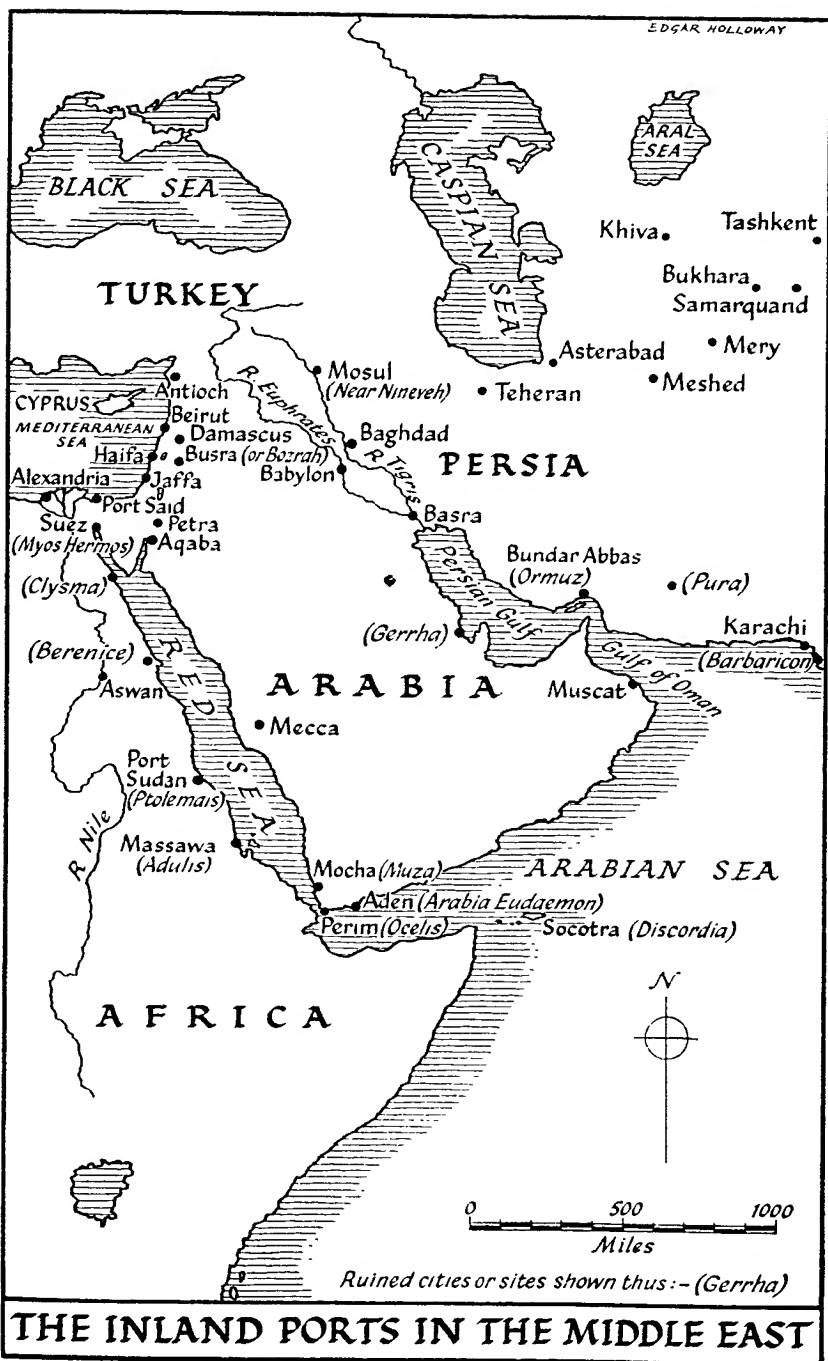 EDGAR HOLLOWAY
ARAL
SEA
CASPIAN SEA
BLACK SEA
Khiva
Tashkent
Bukhara
Samarquand
TURKEY
Mery
Asterabad
Meshed
Teheran
Mosul
(Near Nineveh)
R. Euphrates
Antioch
CYPRUS
Beirut
MEDITERRANEAN
SEA
Damascus
Baghdad
Haifa
Busra (or Bozrah)
Babylon
R Tigris
PERSIA
Alexandria
Jaffa
Port Said
Suez
Petra
Basra
(Myos Hermos)
Aqaba
Bundar Abbas
(Ormuz)
(Clysma)
Persian Gulf
(Pura)
(Gerrha)
Karachi
(Barbaricon)
(Berenice)
Gulf of Oman
Aswan
ARABIA
Muscat
RED SEA
Mecca
Port
Sudan
(Ptolemais)
R Nile
Massawa
(Adulis)
ARABIAN SEA
Mocha (Muza)
Aden (Arabia Eudaemon)
Perim (Ocelis)
Socotra (Discordia)
N
AFRICA
0 500 1000
Miles
Ruined cities or sites shown thus:- (Gerrha)
THE INLAND PORTS IN THE MIDDLE EAST